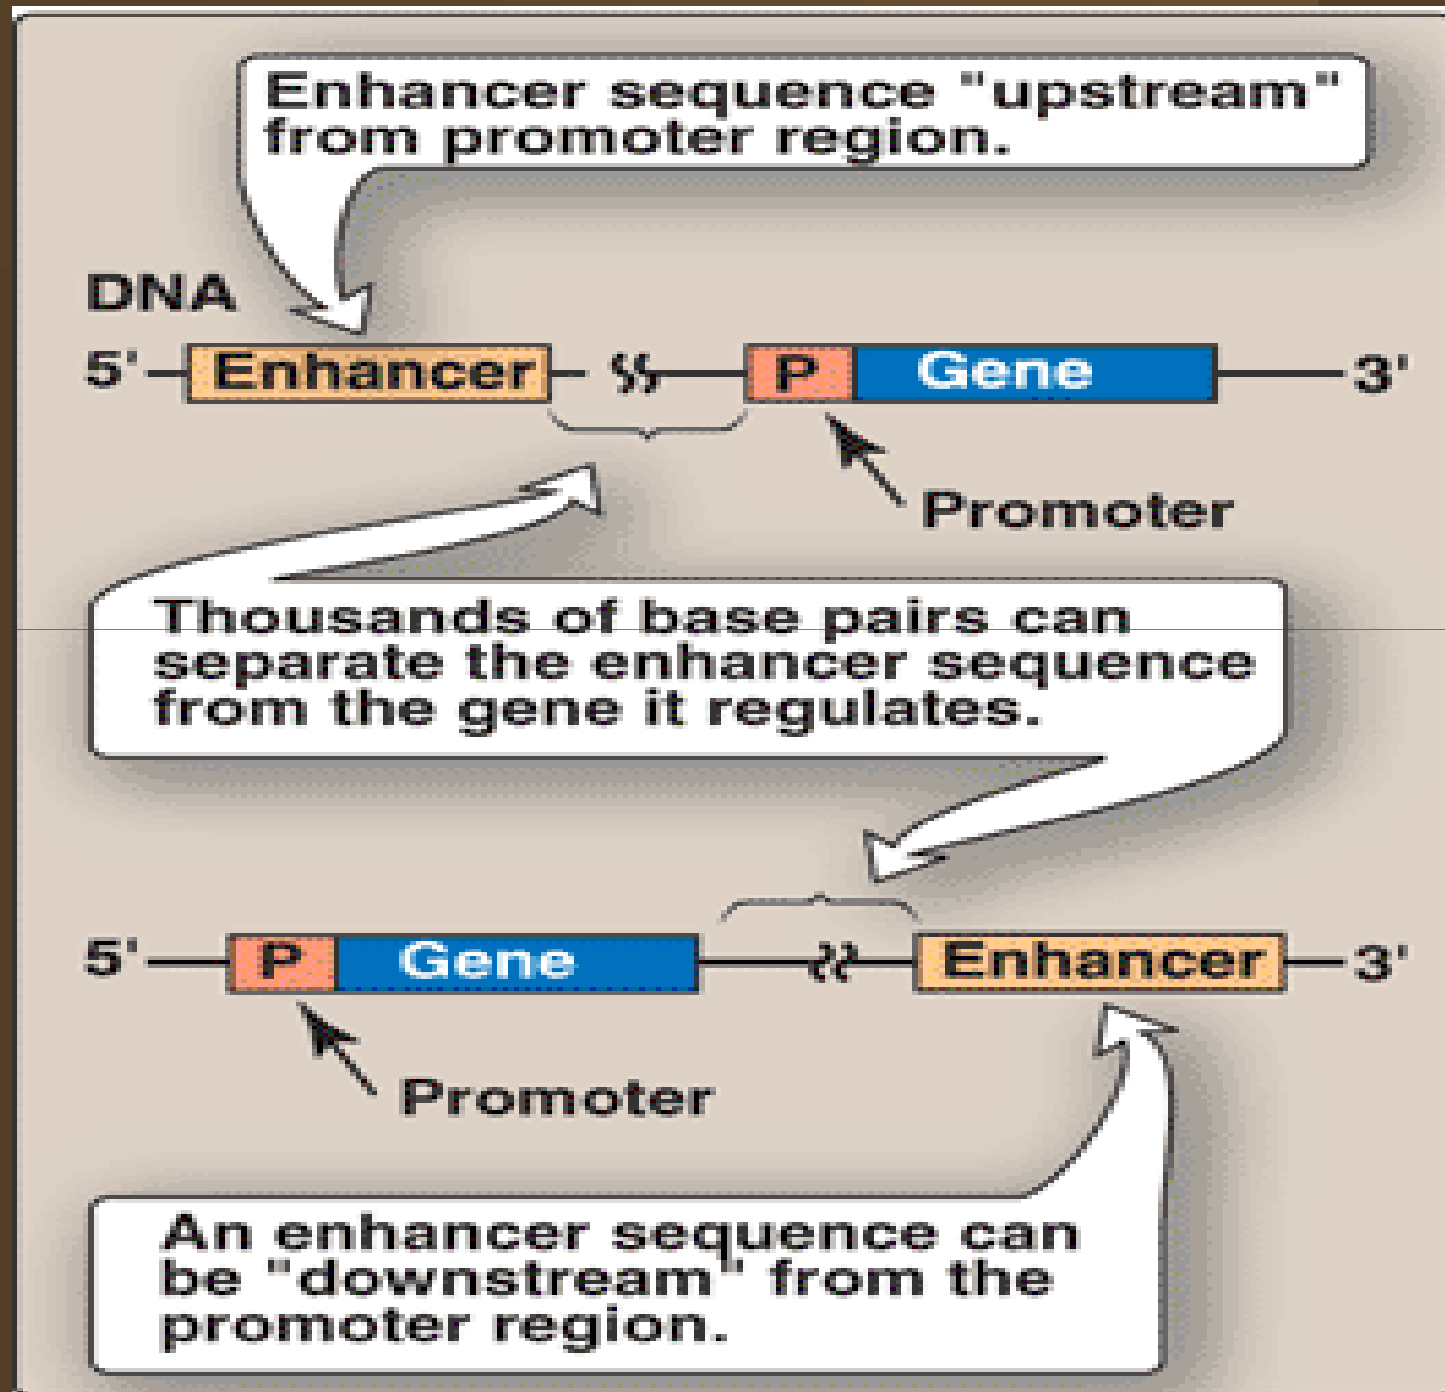 Enhancer sequence "upstream"
from promoter region.
DNA
5' Enhancer P Gene 3'
Promoter
Thousands of base pairs can
separate the enhancer sequence
from the gene it regulates.
5' P Gene Enhancer 3'
Promoter
An enhancer sequence can
be "downstream" from the
promoter region.